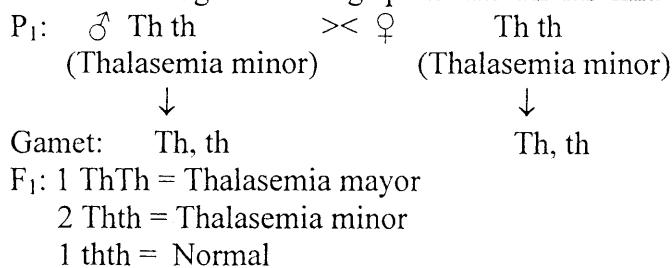 P₁: ♂ Th th >< ♀ Th th
(Thalasemia minor) (Thalasemia minor)
↓ ↓
Gamet: Th, th Th, th
F₁: 1 ThTh = Thalasemia mayor
2 Thth = Thalasemia minor
1 thth = Normal